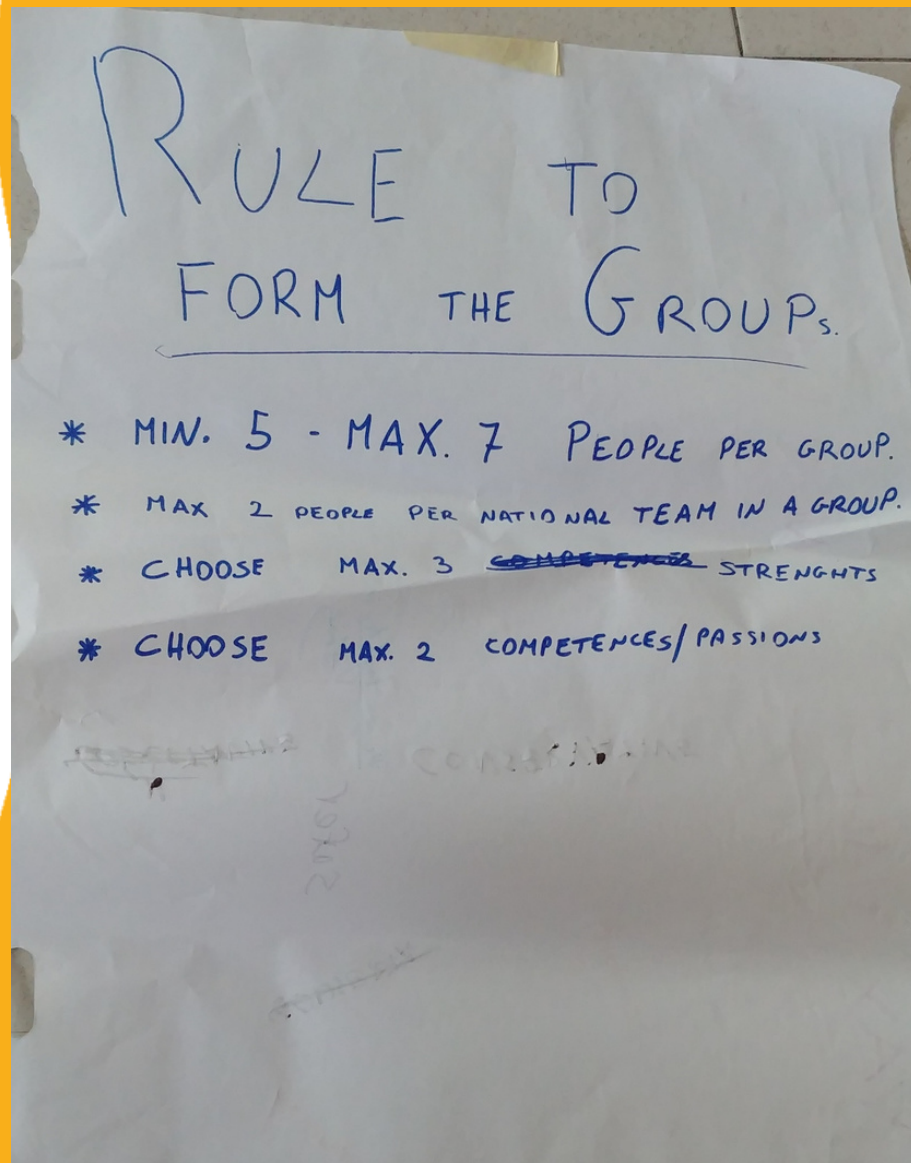 RULE TO
FORM THE GROUPs.
* MIN. 5 - MAX. 7 PEOPLE PER GROUP.
* MAX 2 PEOPLE PER NATIONAL TEAM IN A GROUP.
* CHOOSE MAX. 3 COMPETENCES STRENGHTS
* CHOOSE MAX. 2 COMPETENCES/PASSIONS